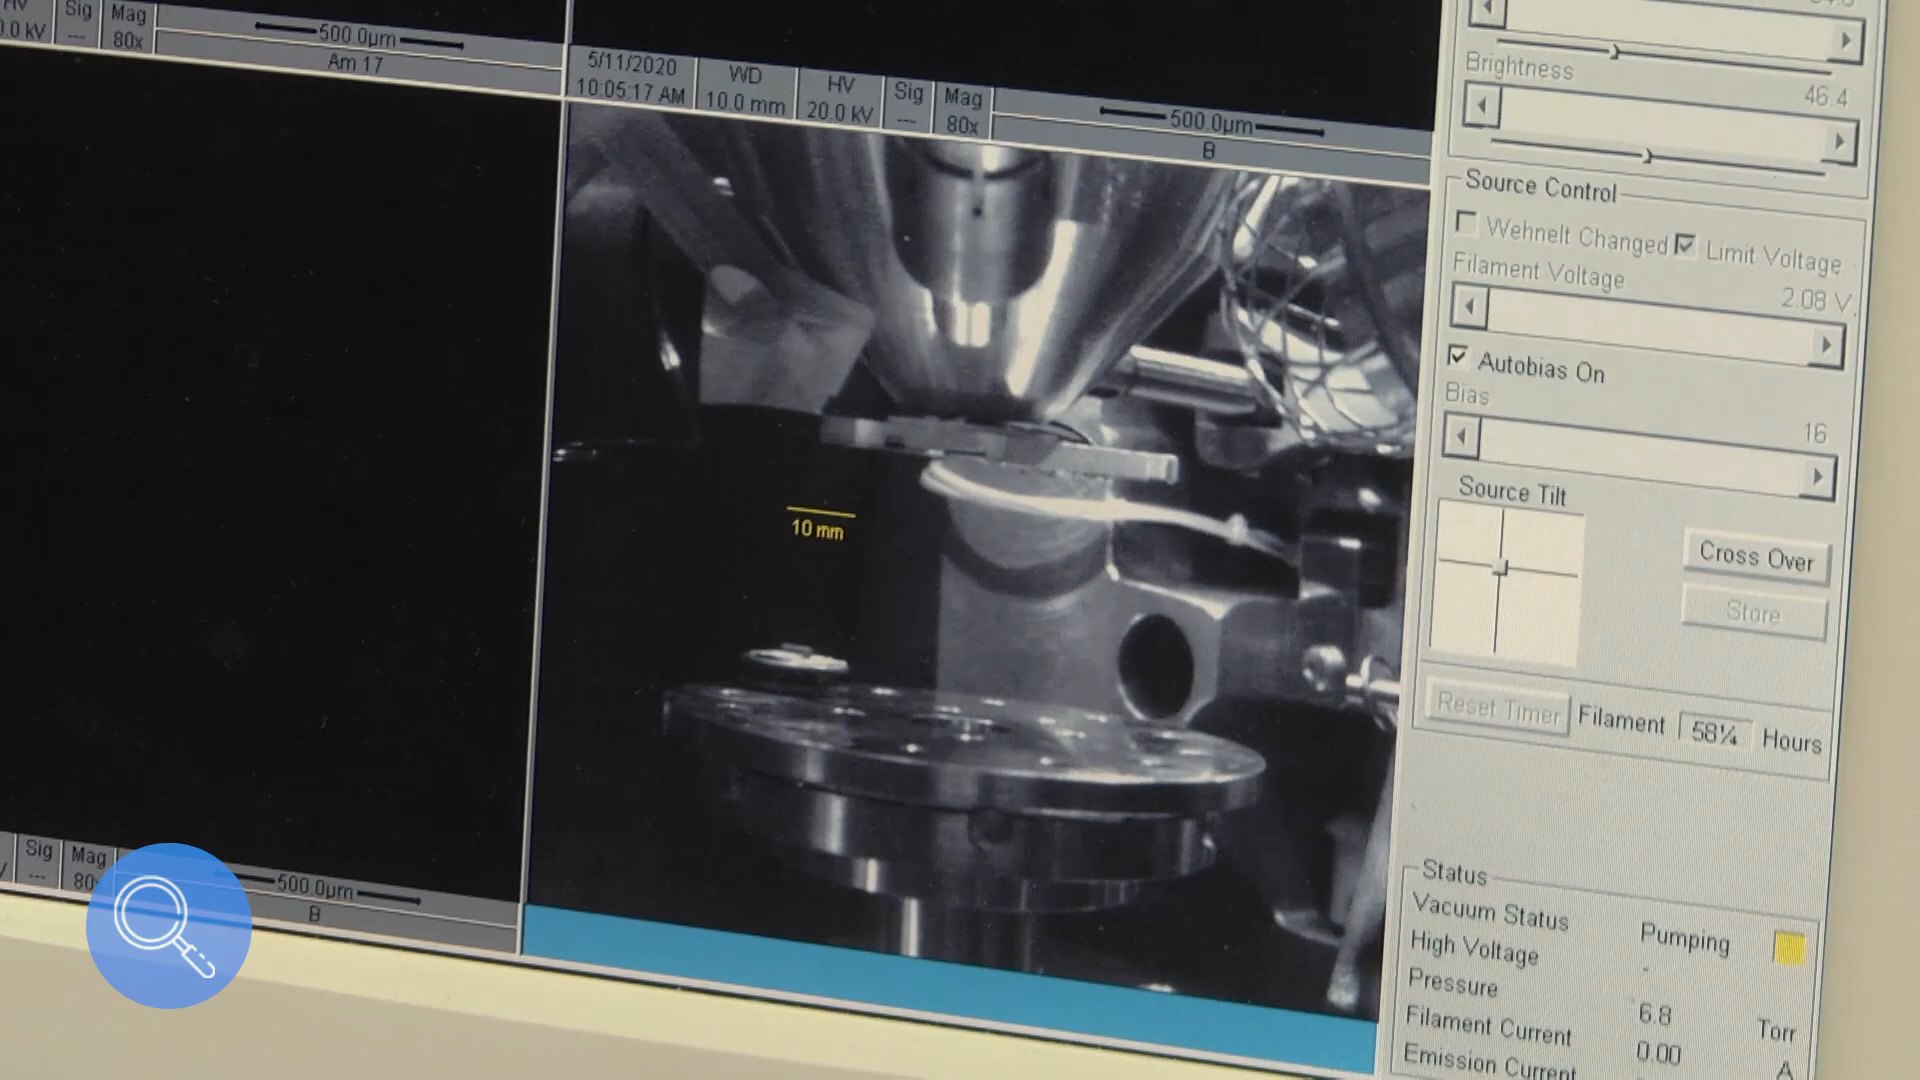 Sig
Mag
0.0 kV
---
80x
500.0µm
Am 17
5/11/2020
10:05:17 AM
WD
10.0 mm
HV
20.0 kV
Sig
---
Mag
80x
500.0µm
B
10 mm
Sig
---
Mag
80x
500.0µm
B
Brightness
46.4
Source Control
Wehnelt Changed
Limit Voltage
Filament Voltage
2.08 V
Autobias On
Bias
16
Source Tilt
Cross Over
Store
Reset Timer
Filament
58¼
Hours
Status
Vacuum Status
Pumping
High Voltage
-
Pressure
6.8
Torr
Filament Current
0.00
A
Emission Current